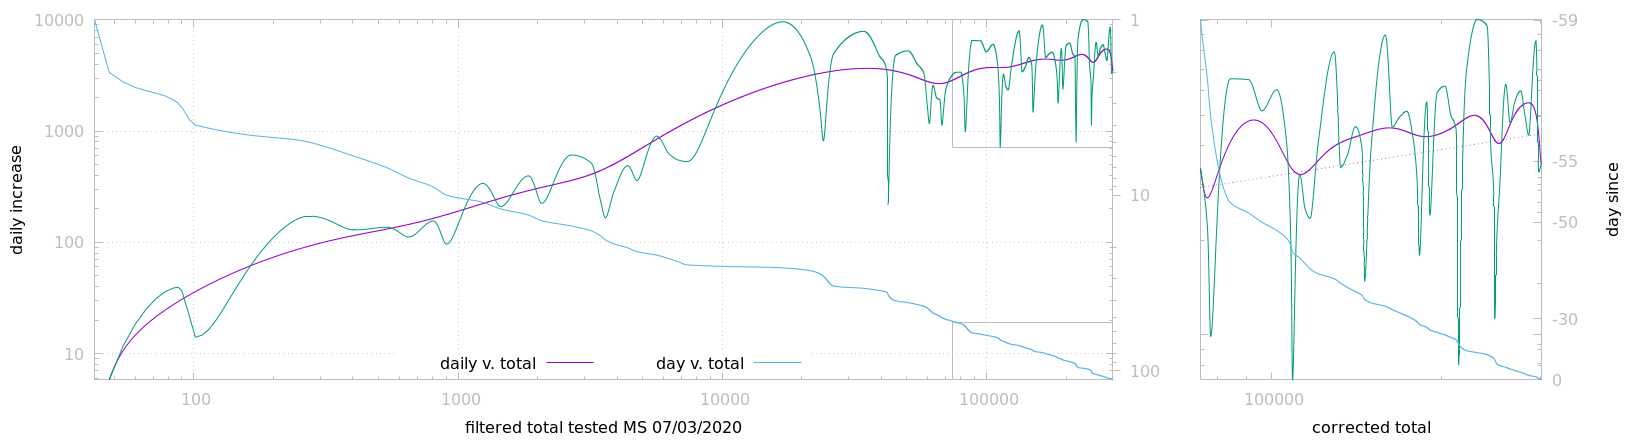 10000
1000
100
10
daily increase
100
1000
10000
100000
filtered total tested MS 07/03/2020
daily v. total
day v. total
1
10
100
100000
corrected total
-59
-55
-50
-30
0
day since